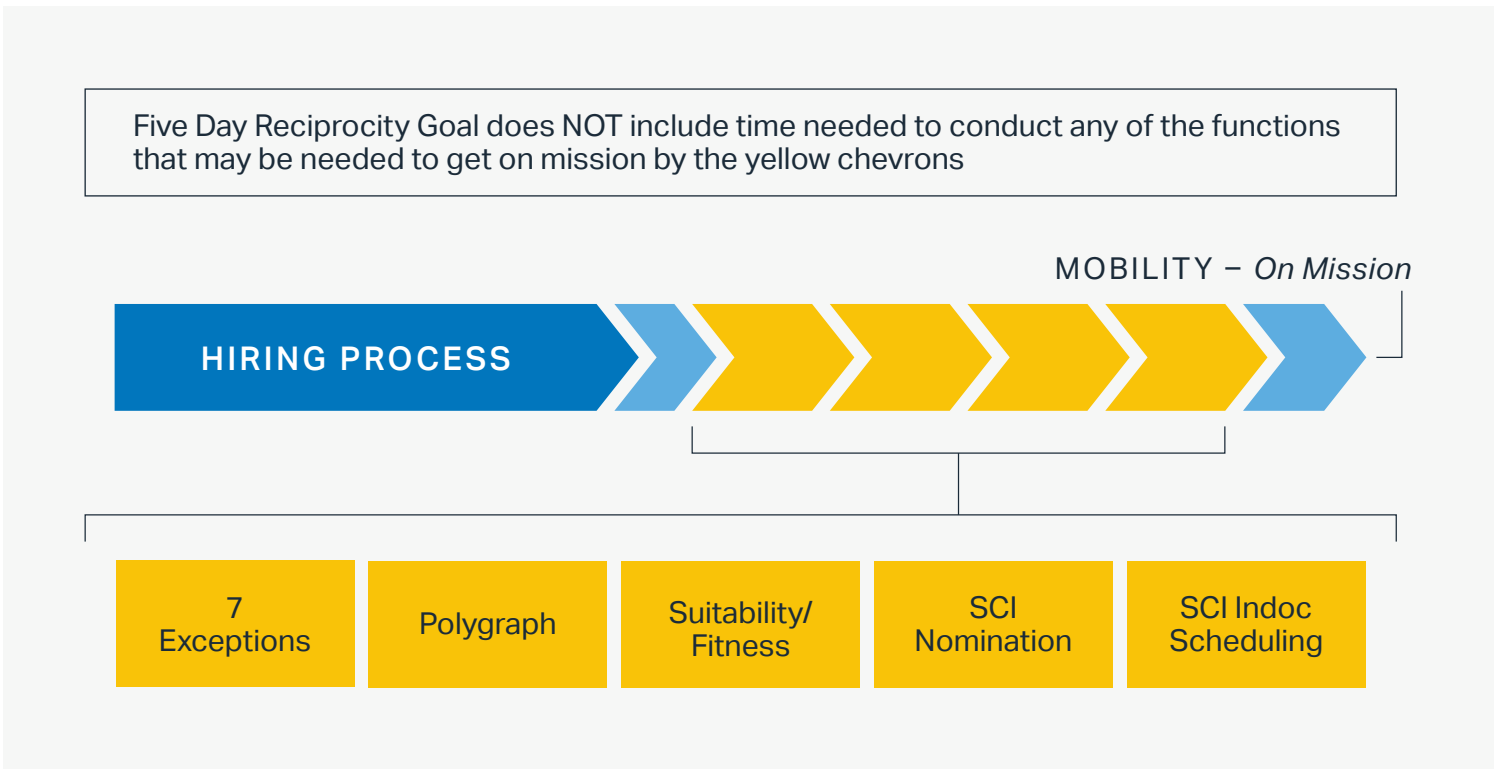 Five Day Reciprocity Goal does NOT include time needed to conduct any of the functions
that may be needed to get on mission by the yellow chevrons
MOBILITY – On Mission
HIRING PROCESS
7
Exceptions
Polygraph
Suitability/
Fitness
SCI
Nomination
SCI Indoc
Scheduling